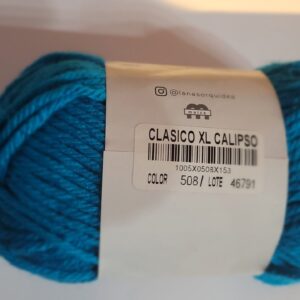 @lanasorquidea
CLASICO XL CALIPSO
1005X0508X153
COLOR 508/ LOTE 46791